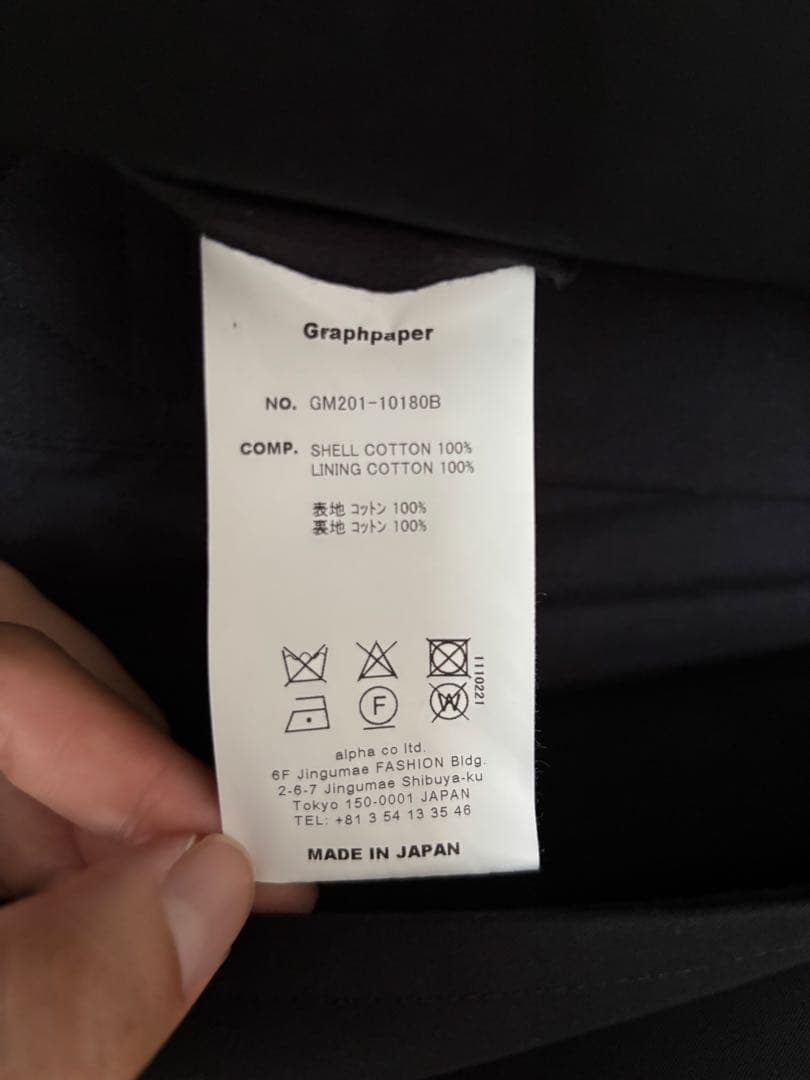 Graphpaper
NO. GM201-10180B
COMP. SHELL COTTON 100%
LINING COTTON 100%
表地 コットン 100%
裏地 コットン 100%
1110221
F
W
alpha co ltd.
6F Jingumae FASHION Bldg.
2-6-7 Jingumae Shibuya-ku
Tokyo 150-0001 JAPAN
TEL: +81 3 54 13 35 46
MADE IN JAPAN